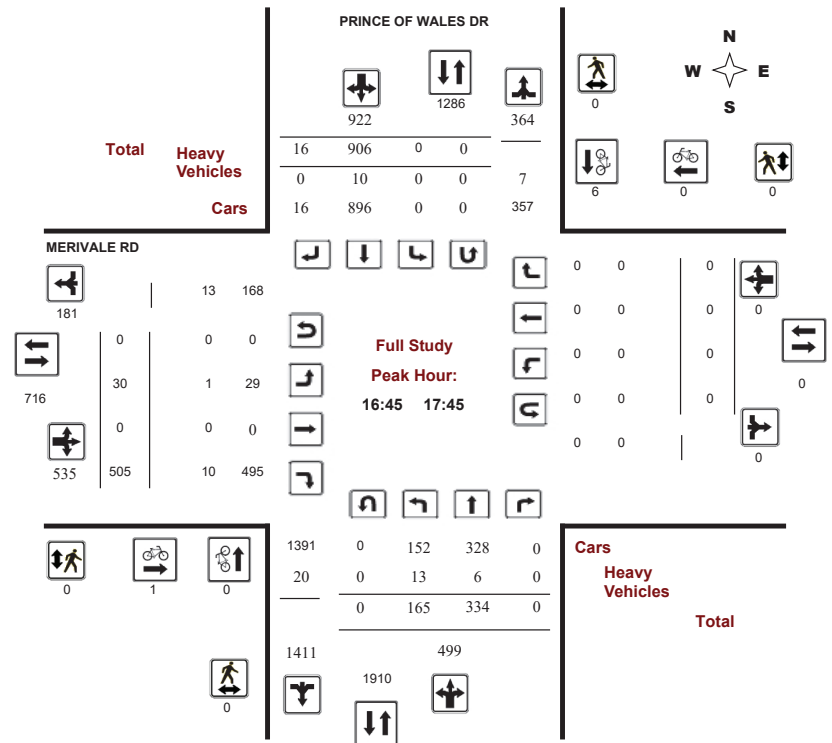 PRINCE OF WALES DR
N
W E
S
1286
922 364
0
Total Heavy Vehicles
16 906 0 0
0 10 0 0 7
Cars 16 896 0 0 357
6 0 0
MERIVALE RD
181
13 168
0 0 0
716
30 1 29
0 0 0
535 505 10 495
Full Study
Peak Hour:
16:45 17:45
0 0 0
0
0 0 0
0 0 0
0
0 0 0
0 0
0
1391 0 152 328 0
20 0 13 6 0
0 165 334 0
Cars
Heavy
Vehicles
Total
0 1 0
1411 499
1910
0